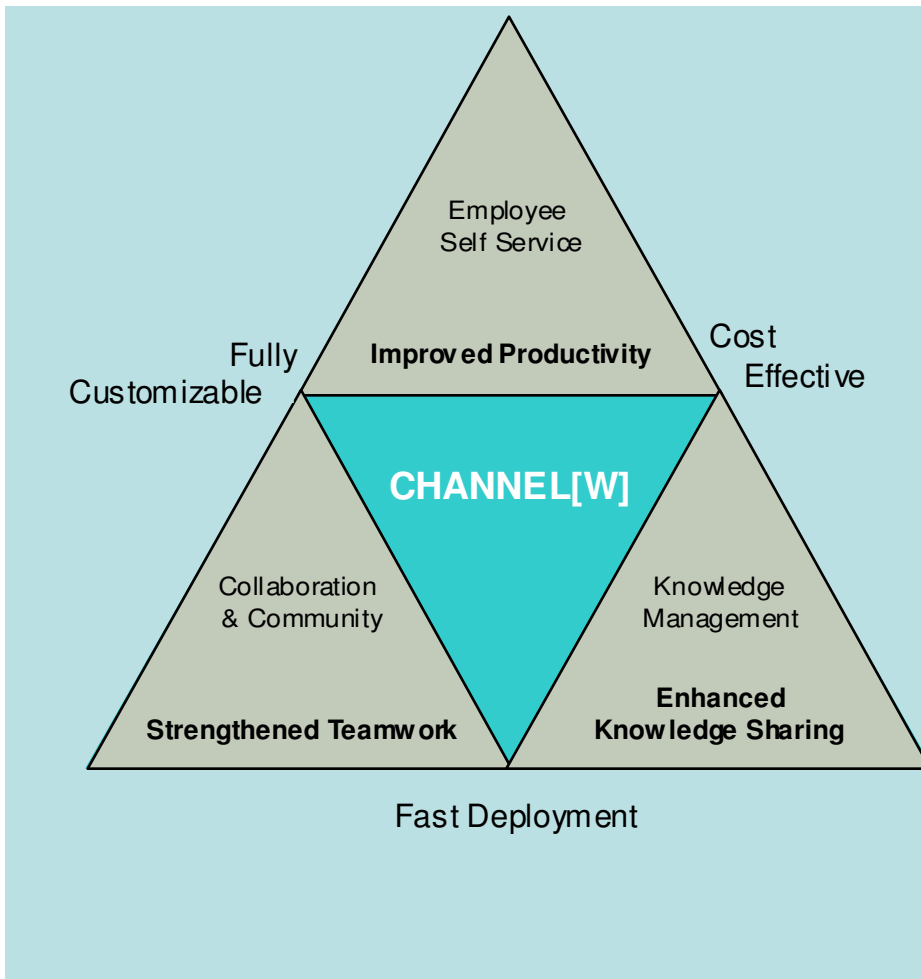 Employee
Self Service
Improved Productivity
Fully
Customizable
Cost
Effective
CHANNEL[W]
Collaboration
& Community
Strengthened Teamwork
Knowledge
Management
Enhanced
Knowledge Sharing
Fast Deployment